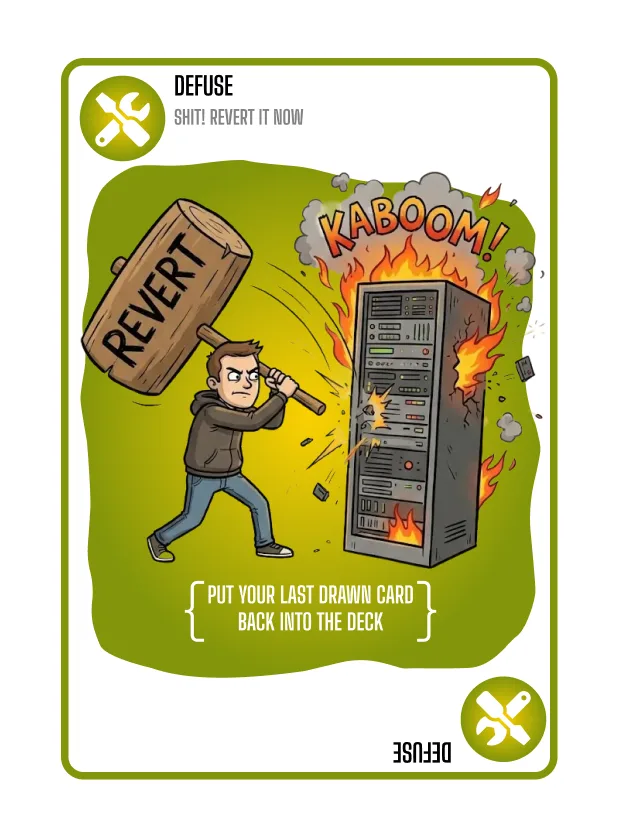 DEFUSE
SHIT! REVERT IT NOW
KABOOM!
REVERT
PUT YOUR LAST DRAWN CARD
BACK INTO THE DECK
DEFUSE